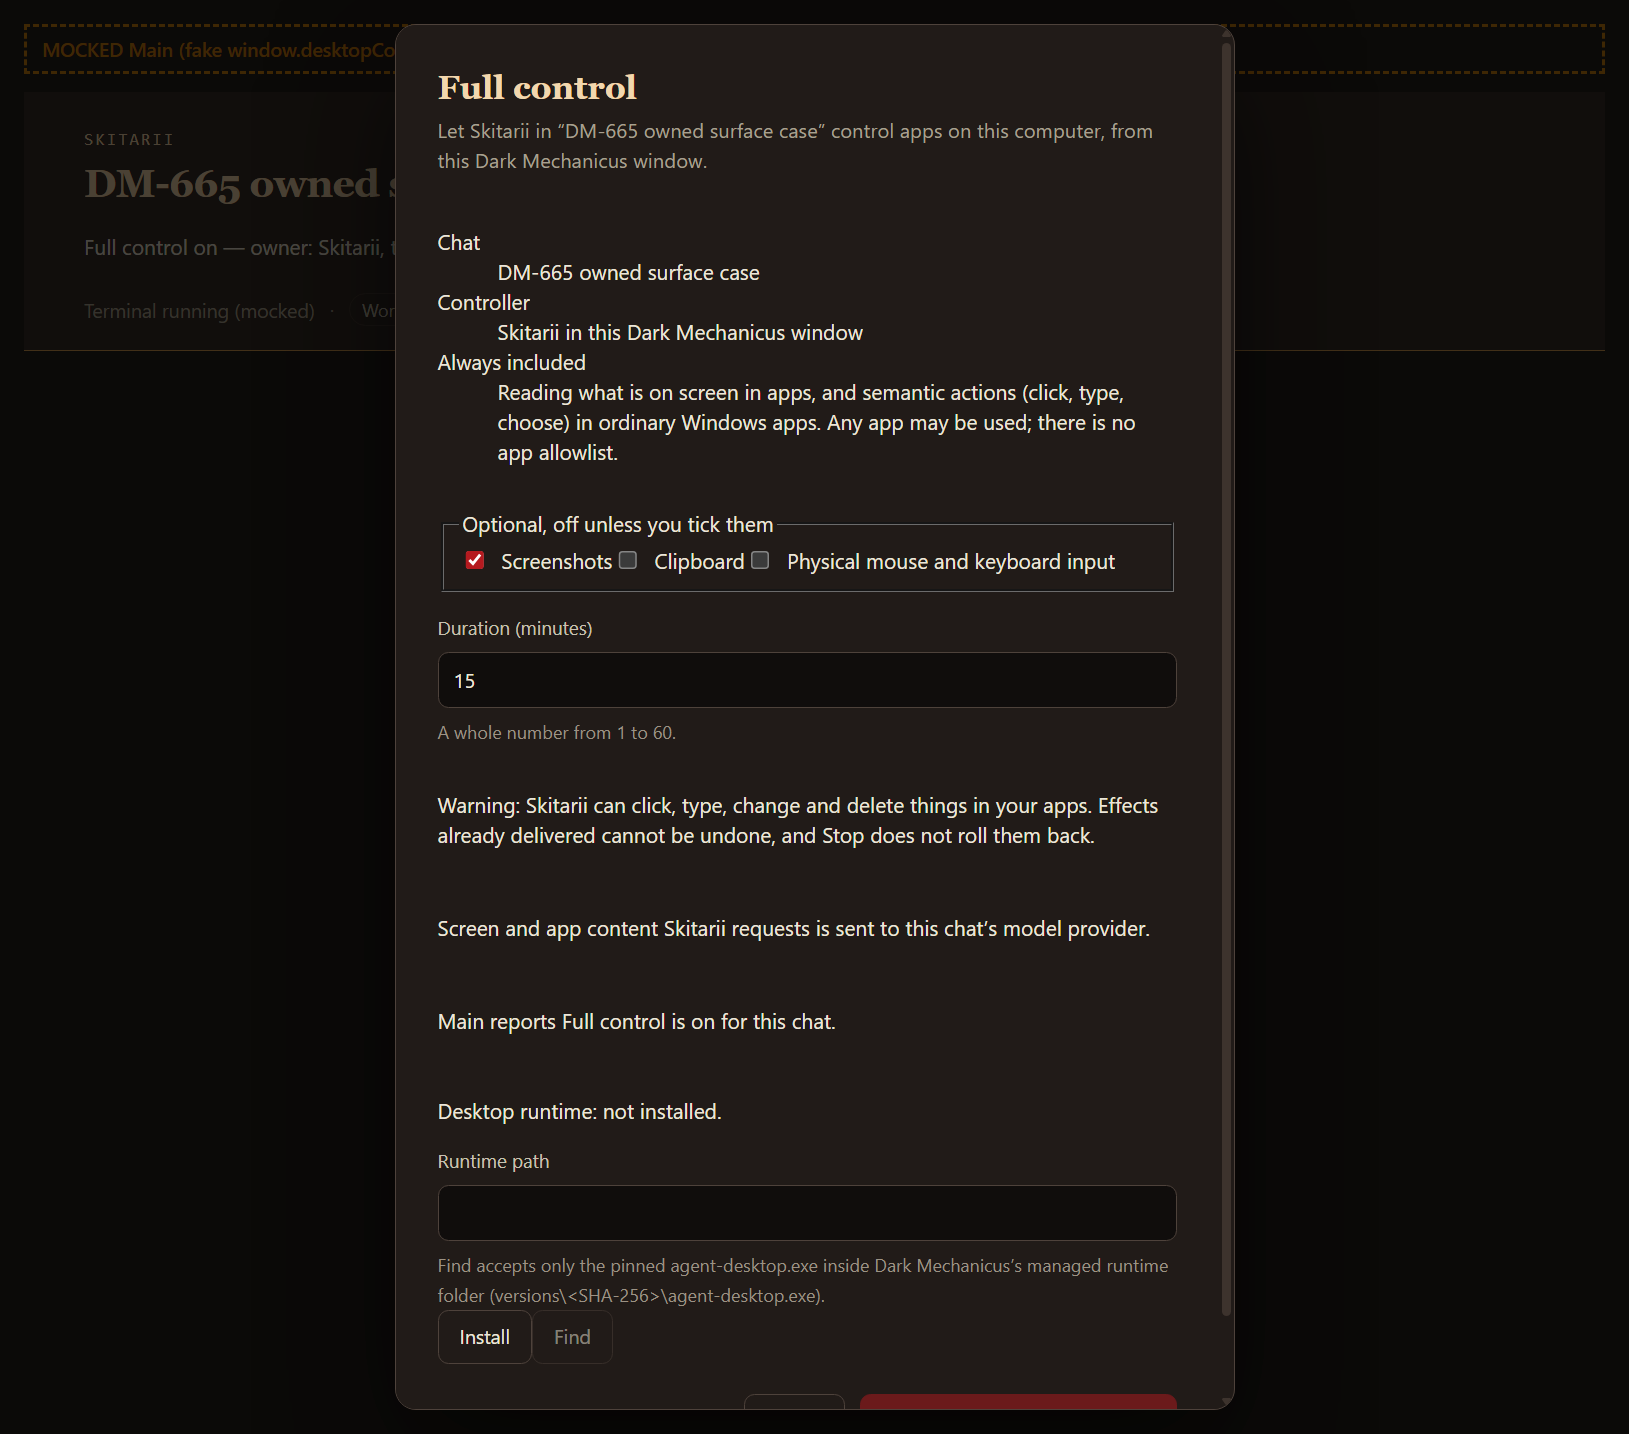 MOCKED Main (fake window.desktopCo
SKITARII
DM-665 owned
Full control on — owner: Skitarii,
Terminal running (mocked) ·
Full control
Let Skitarii in “DM-665 owned surface case” control apps on this computer, from
this Dark Mechanicus window.
Chat
DM-665 owned surface case
Controller
Skitarii in this Dark Mechanicus window
Always included
Reading what is on screen in apps, and semantic actions (click, type,
choose) in ordinary Windows apps. Any app may be used; there is no
app allowlist.
Optional, off unless you tick them
Screenshots Clipboard Physical mouse and keyboard input
Duration (minutes)
15
A whole number from 1 to 60.
Warning: Skitarii can click, type, change and delete things in your apps. Effects
already delivered cannot be undone, and Stop does not roll them back.
Screen and app content Skitarii requests is sent to this chat’s model provider.
Main reports Full control is on for this chat.
Desktop runtime: not installed.
Runtime path
Find accepts only the pinned agent-desktop.exe inside Dark Mechanicus’s managed runtime
folder (versions\<SHA-256>\agent-desktop.exe).
Install Find